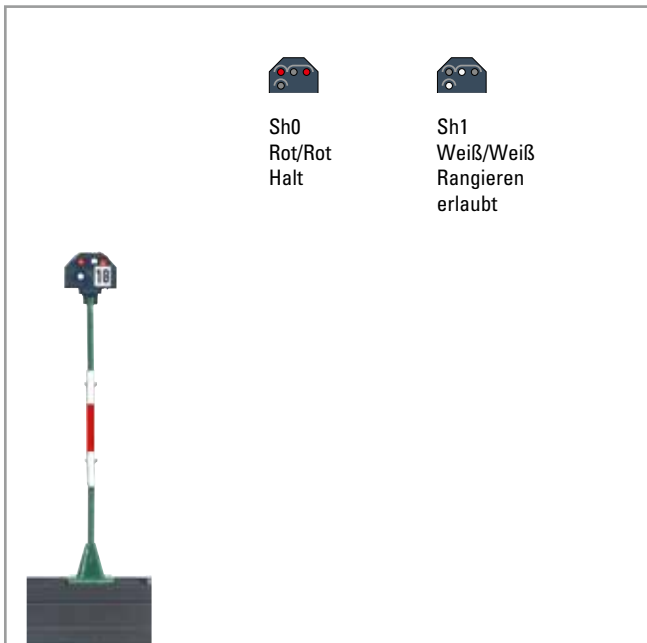 Sh0
Rot/Rot
Halt
Sh1
Weiß/Weiß
Rangieren
erlaubt
18